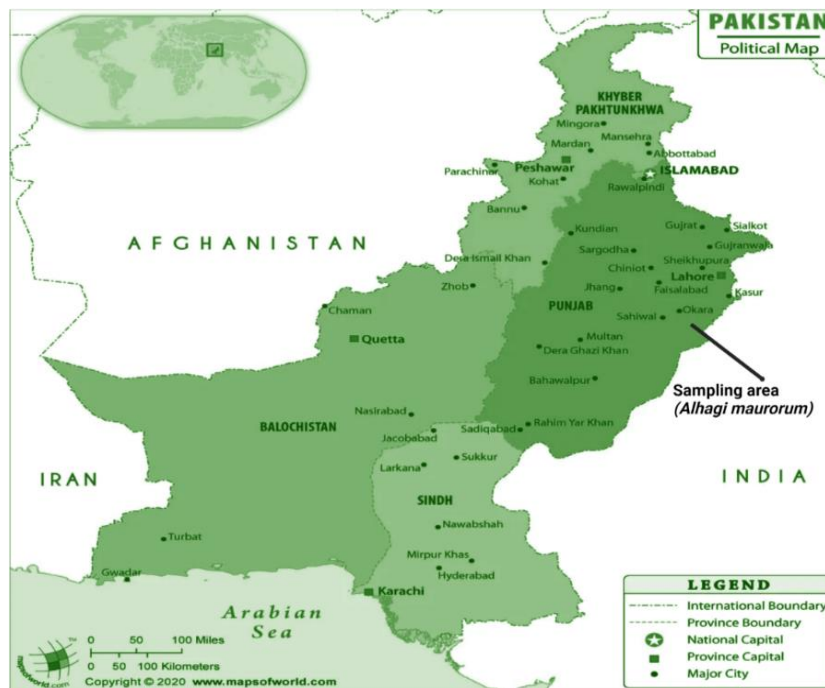 PAKISTAN
Political Map
KHYBER
PAKHTUNKHWA
Mingora
Mansehra
Mardan
Abbottabad
Peshawar
Parachinar
ISLAMABAD
Kohat
Rawalpindi
Bannu
Kundian
Gujrat
Sialkot
AFGHANISTAN
Sargodha
Gujranwala
Dera Ismail Khan
Chiniot
Sheikhupura
Lahore
Zhob
Jhang
Faisalabad
Kasur
Chaman
PUNJAB
Sahiwal
Okara
Quetta
Multan
Dera Ghazi Khan
Bahawalpur
Sampling area
(Alhagi maurorum)
Nasirabad
BALOCHISTAN
Jacobabad
Sadiqabad
Rahim Yar Khan
Larkana
Sukkur
IRAN
INDIA
SINDH
Nawabshah
Turbat
Mirpur Khas
Hyderabad
Gwadar
Karachi
Arabian
Sea
LEGEND
International Boundary
Province Boundary
National Capital
Province Capital
Major City
0 50 100 Miles
0 50 100 Kilometers
mapsofworld.com
Copyright © 2020 www.mapsofworld.com